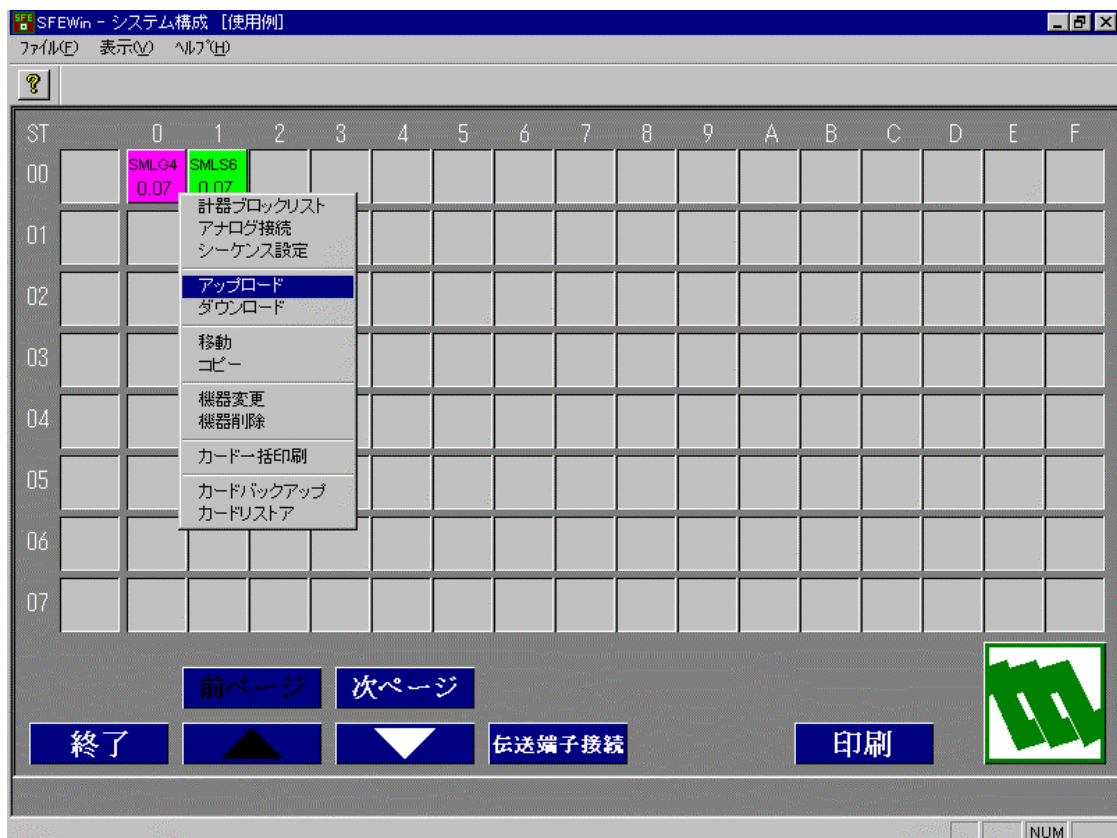 SFEWin - システム構成 [使用例]
ファイル(F) 表示(V) ヘルプ(H)
ST 0 1 2 3 4 5 6 7 8 9 A B C D E F
00 SMLG4 SMLS6
0.07 0.07
計器ブロックリスト
01 アナログ接続
シーケンス設定
アップロード
02 ダウンロード
移動
03 コピー
機器変更
04 機器削除
カード一括印刷
05 カードバックアップ
カードリストア
06
07
前ページ 次ページ
終了 伝送端子接続 印刷
NUM